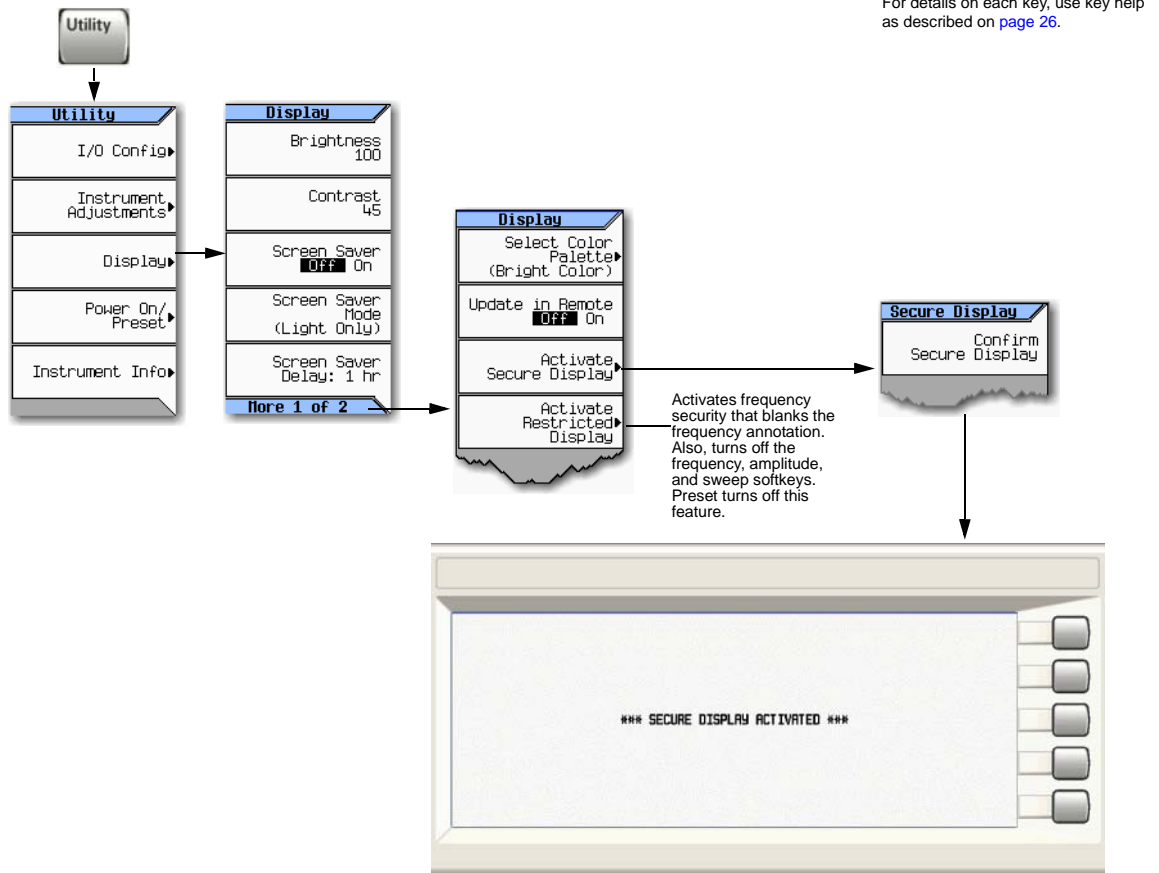 For details on each key, use key help
as described on page 26.
Utility
Utility
I/O Config
Instrument
Adjustments
Display
Power On/
Preset
Instrument Info
Display
Brightness
100
Contrast
45
Screen Saver
Off On
Screen Saver
Mode
(Light Only)
Screen Saver
Delay: 1 hr
More 1 of 2
Display
Select Color
Palette
(Bright Color)
Update in Remote
Off On
Activate
Secure Display
Activate
Restricted
Display
Activates frequency
security that blanks the
frequency annotation.
Also, turns off the
frequency, amplitude,
and sweep softkeys.
Preset turns off this
feature.
Secure Display
Confirm
Secure Display
*** SECURE DISPLAY ACTIVATED ***